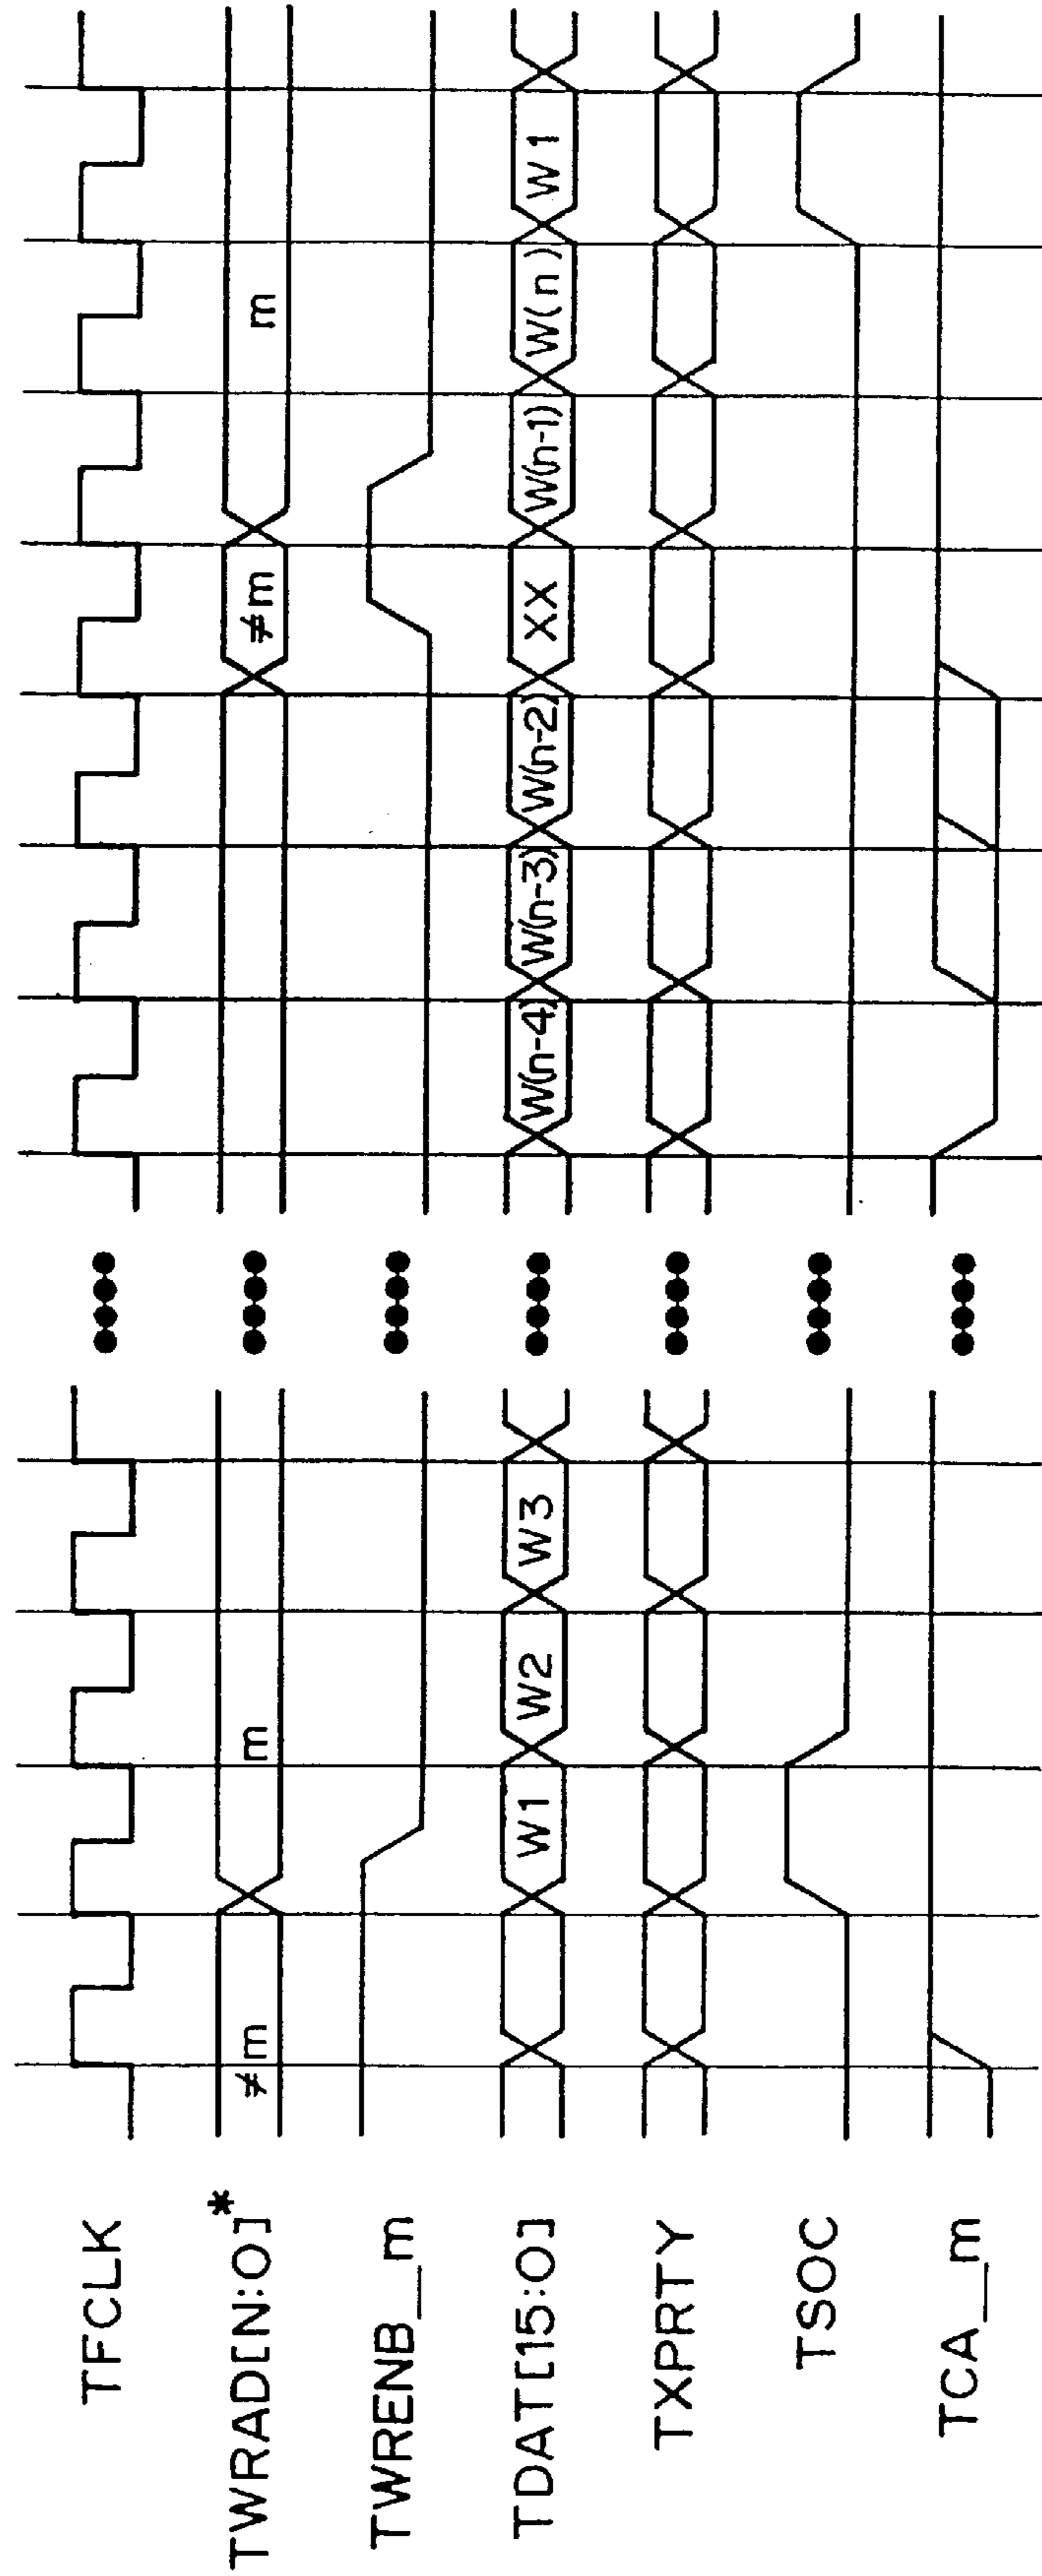 TFCLK
TWRAD[N:0]* ≠m m ≠m m
TWRENB_m
TDAT[15:0] W1 W2 W3 W(n-4) W(n-3) W(n-2) XX W(n-1) W(n) W1
TXPRTY
TSOC
TCA_m